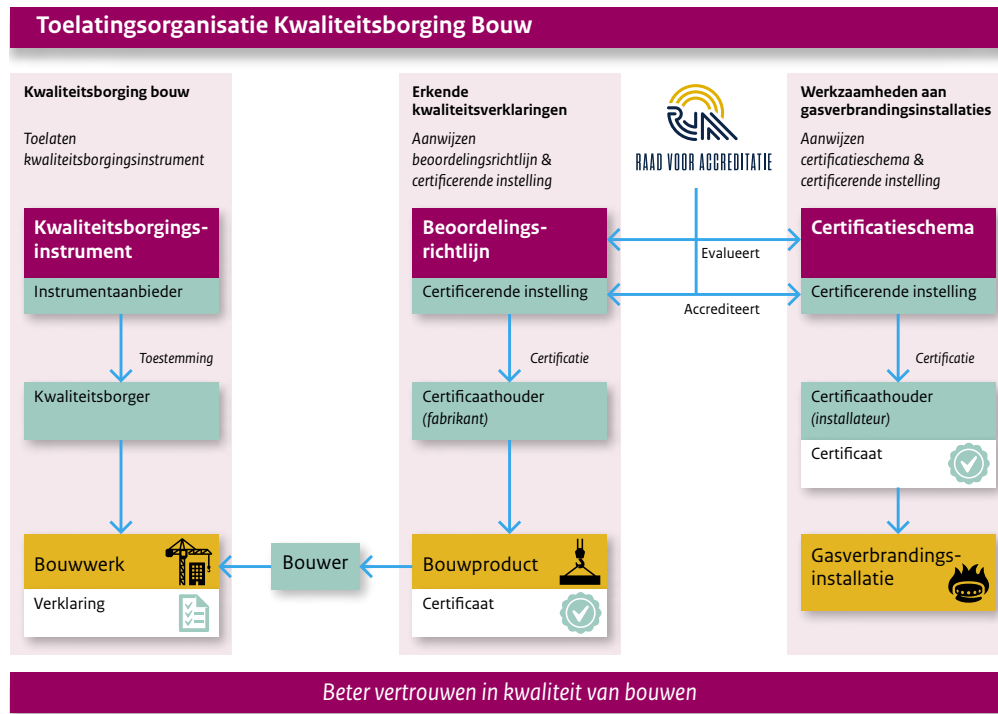 Toelatingsorganisatie Kwaliteitsborging Bouw
Kwaliteitsborging bouw
Toelaten
kwaliteitsborgingsinstrument
Kwaliteitsborgings-
instrument
Instrumentaanbieder
Toestemming
Kwaliteitsborger
Bouwwerk
Verklaring
Bouwer
Erkende
kwaliteitsverklaringen
Aanwijzen
beoordelingsrichtlijn &
certificerende instelling
Beoordelings-
richtlijn
Certificerende instelling
Certificatie
Certificaathouder
(fabrikant)
Bouwproduct
Certificaat
RAAD VOOR ACCREDITATIE
Evalueert
Accrediteert
Werkzaamheden aan
gasverbrandingsinstallaties
Aanwijzen
certificatieschema &
certificerende instelling
Certificatieschema
Certificerende instelling
Certificatie
Certificaathouder
(installateur)
Certificaat
Gasverbrandings-
installatie
Beter vertrouwen in kwaliteit van bouwen